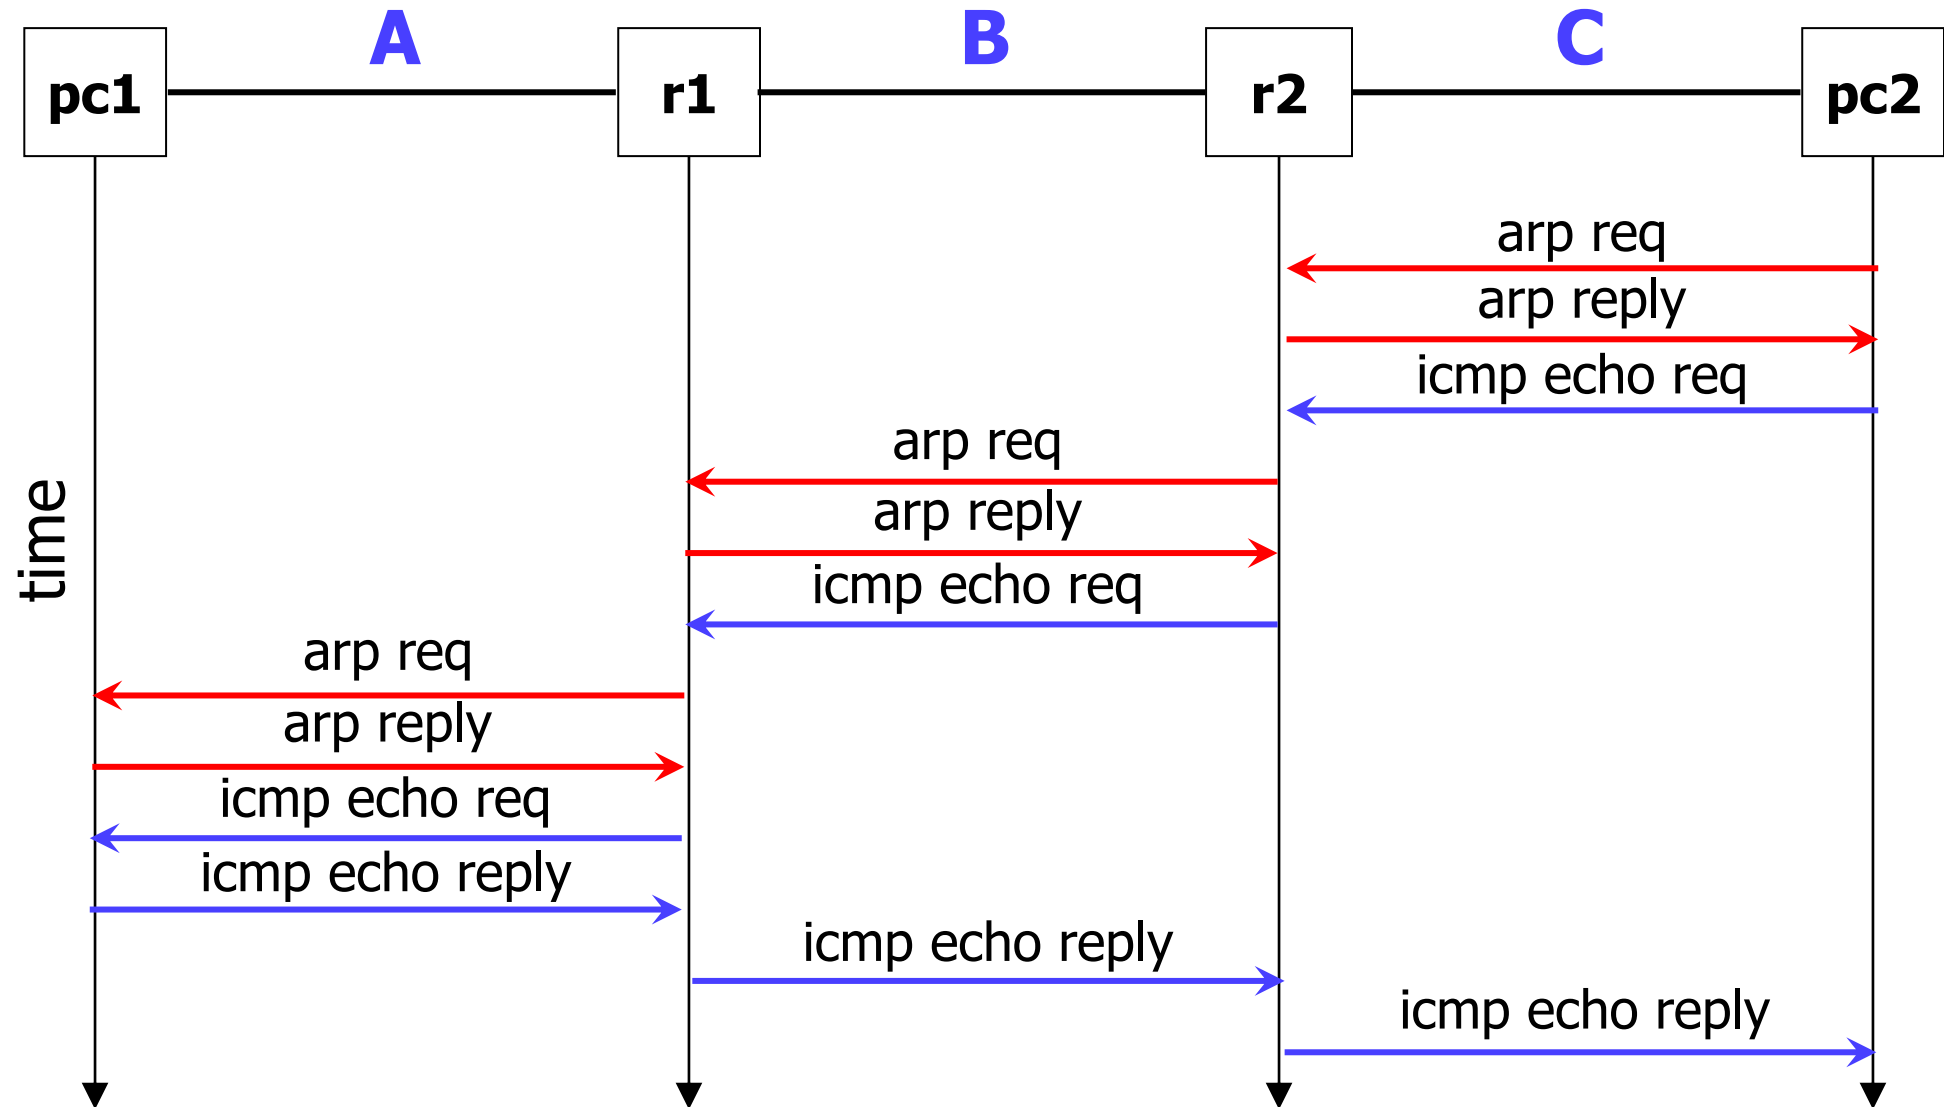 A
B
C
pc1
r1
r2
pc2
arp req
arp reply
icmp echo req
arp req
arp reply
icmp echo req
time
arp req
arp reply
icmp echo req
icmp echo reply
icmp echo reply
icmp echo reply